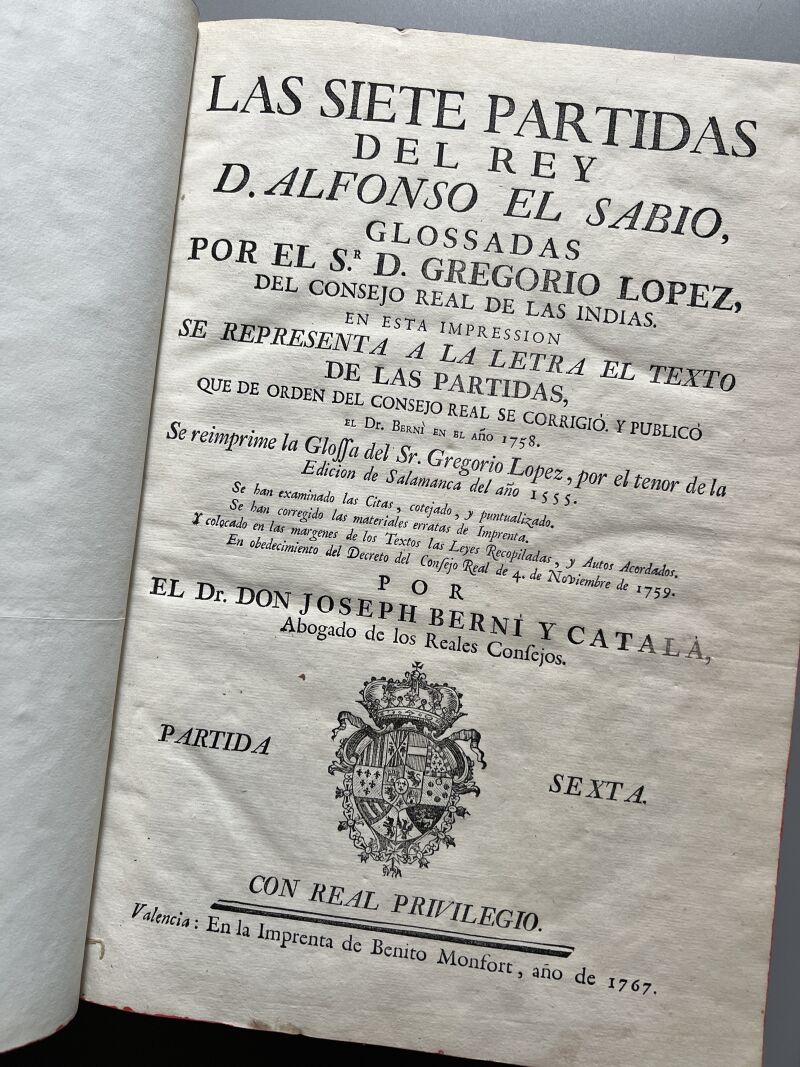 LAS SIETE PARTIDAS
DEL REY
D. ALFONSO EL SABIO,
GLOSSADAS
POR EL S.R D. GREGORIO LOPEZ,
DEL CONSEJO REAL DE LAS INDIAS.
EN ESTA IMPRESSION
SE REPRESENTA A LA LETRA EL TEXTO
DE LAS PARTIDAS,
QUE DE ORDEN DEL CONSEJO REAL SE CORRIGIÓ. Y PUBLICÓ
EL Dr. BERNÌ EN EL AÑO 1758.
Se reimprime la Gloſſa del Sr. Gregorio Lopez, por el tenor de la
Edicion de Salamanca del año 1555.
Se han examinado las Citas, cotejado, y puntualizado.
Se han corregido las materiales erratas de Imprenta.
Y colocado en las margenes de los Textos las Leyes Recopiladas, y Autos Acordados.
En obedecimiento del Decreto del Conſejo Real de 4. de Noviembre de 1759.
POR
EL Dr. DON JOSEPH BERNÌ Y CATALÀ,
Abogado de los Reales Conſejos.
PARTIDA SEXTA.
CON REAL PRIVILEGIO.
Valencia: En la Imprenta de Benito Monfort, año de 1767.